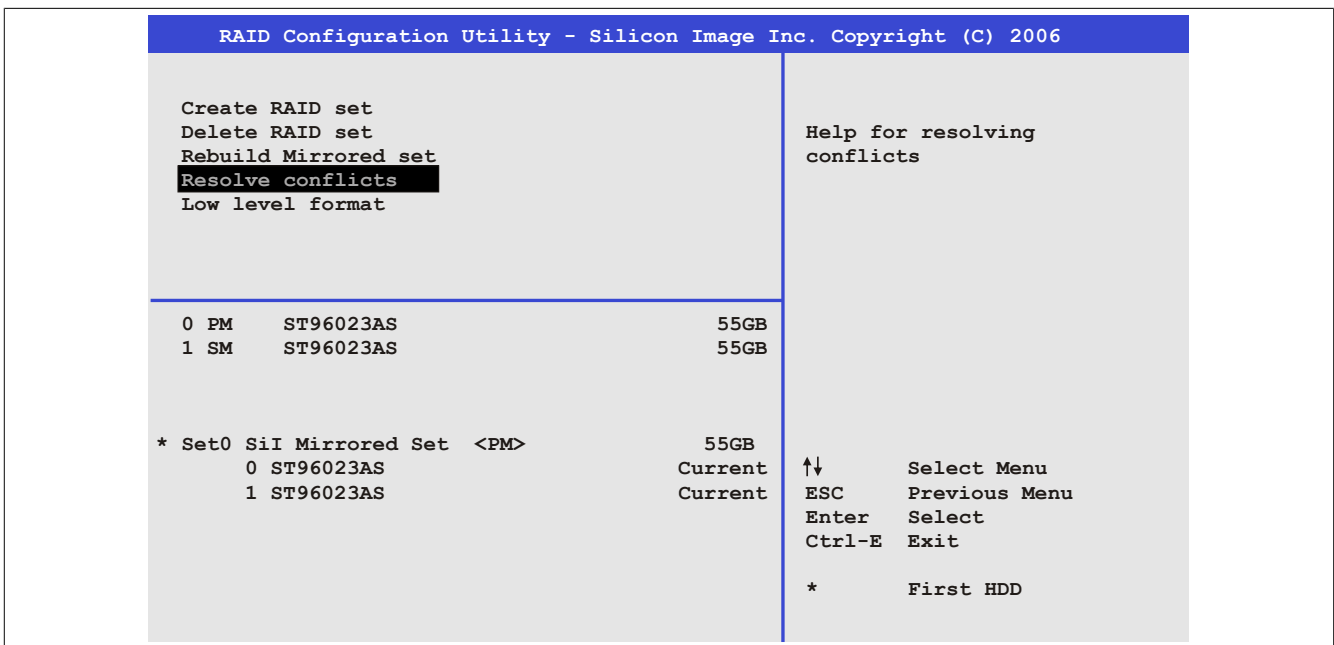 RAID Configuration Utility - Silicon Image Inc. Copyright (C) 2006
Create RAID set
Delete RAID set
Rebuild Mirrored set
Resolve conflicts
Low level format
Help for resolving
conflicts
0 PM ST96023AS 55GB
1 SM ST96023AS 55GB
* Set0 SiI Mirrored Set <PM> 55GB
0 ST96023AS Current
1 ST96023AS Current
↑↓ Select Menu
ESC Previous Menu
Enter Select
Ctrl-E Exit
* First HDD